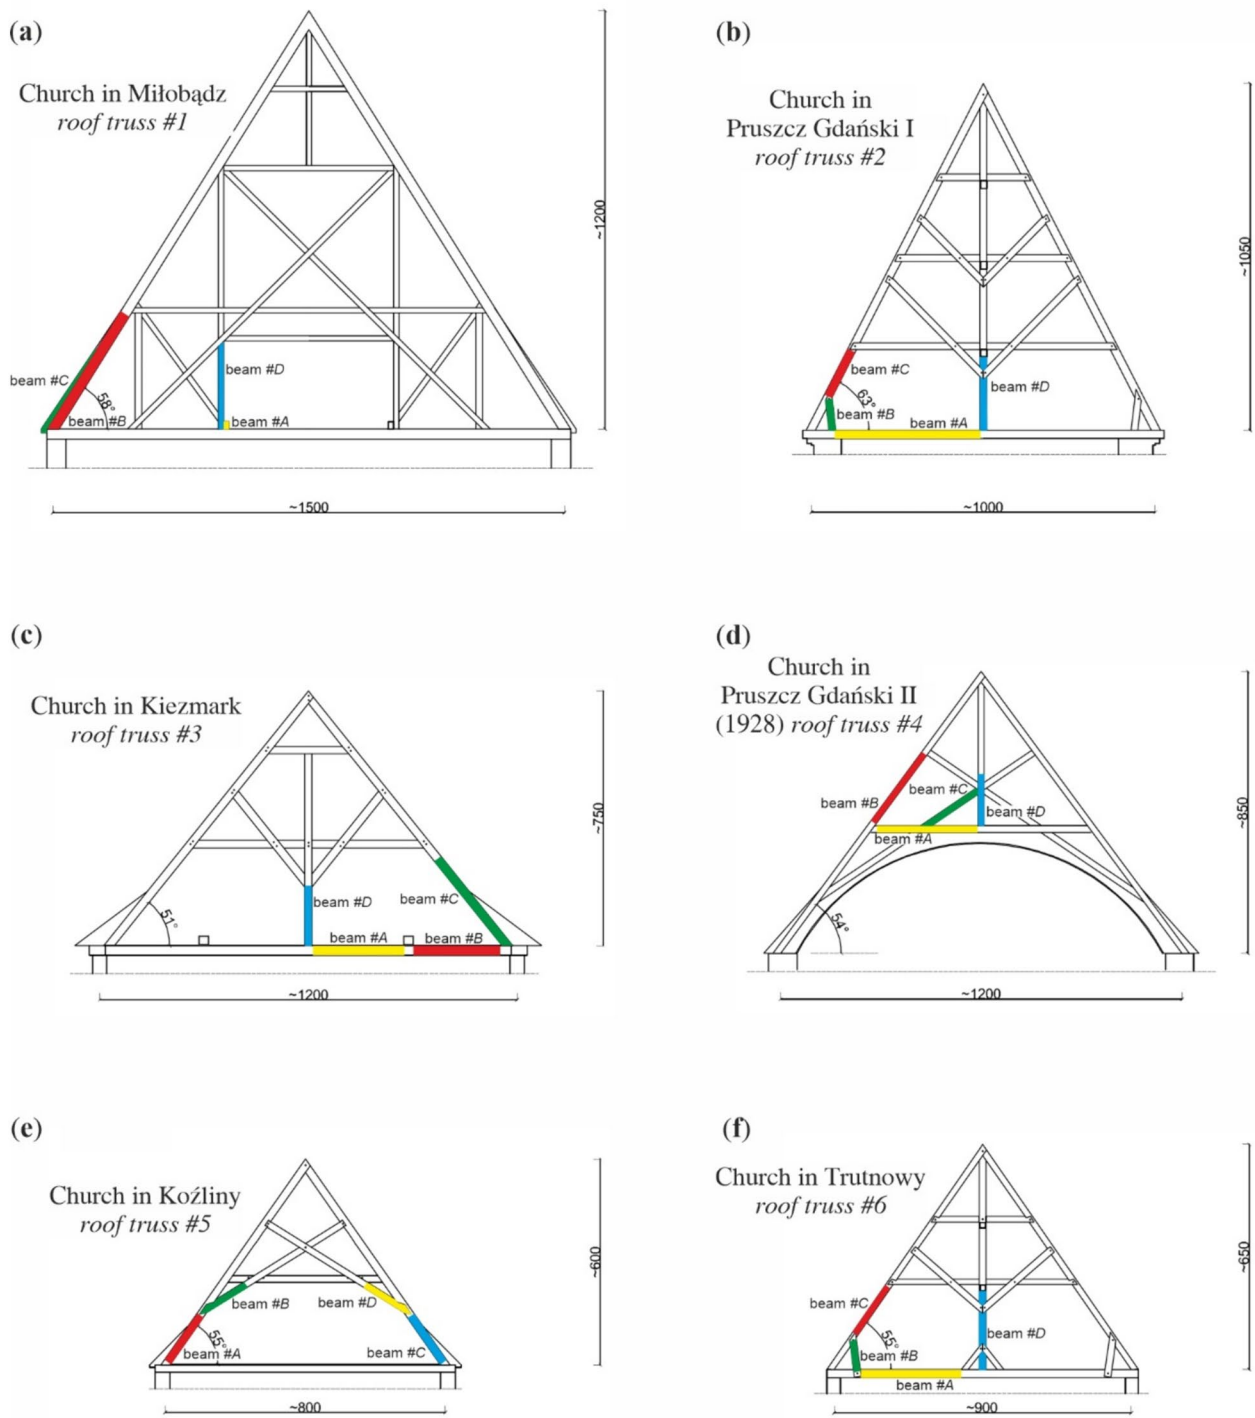 (a)
Church in Miłobądz
roof truss #1
~1200
beam #C
58°
beam #B
beam #D
beam #A
~1500
(b)
Church in
Pruszcz Gdański I
roof truss #2
~1050
beam #C
63°
beam #B
beam #A
beam #D
~1000
(c)
Church in Kiezmark
roof truss #3
~750
51°
beam #D
beam #C
beam #A
beam #B
~1200
(d)
Church in
Pruszcz Gdański II
(1928) roof truss #4
~850
beam #C
beam #B
beam #D
beam #A
54°
~1200
(e)
Church in Koźliny
roof truss #5
~600
beam #B
beam #D
55°
beam #A
beam #C
~800
(f)
Church in Trutnowy
roof truss #6
~650
beam #C
55°
beam #D
beam #B
beam #A
~900